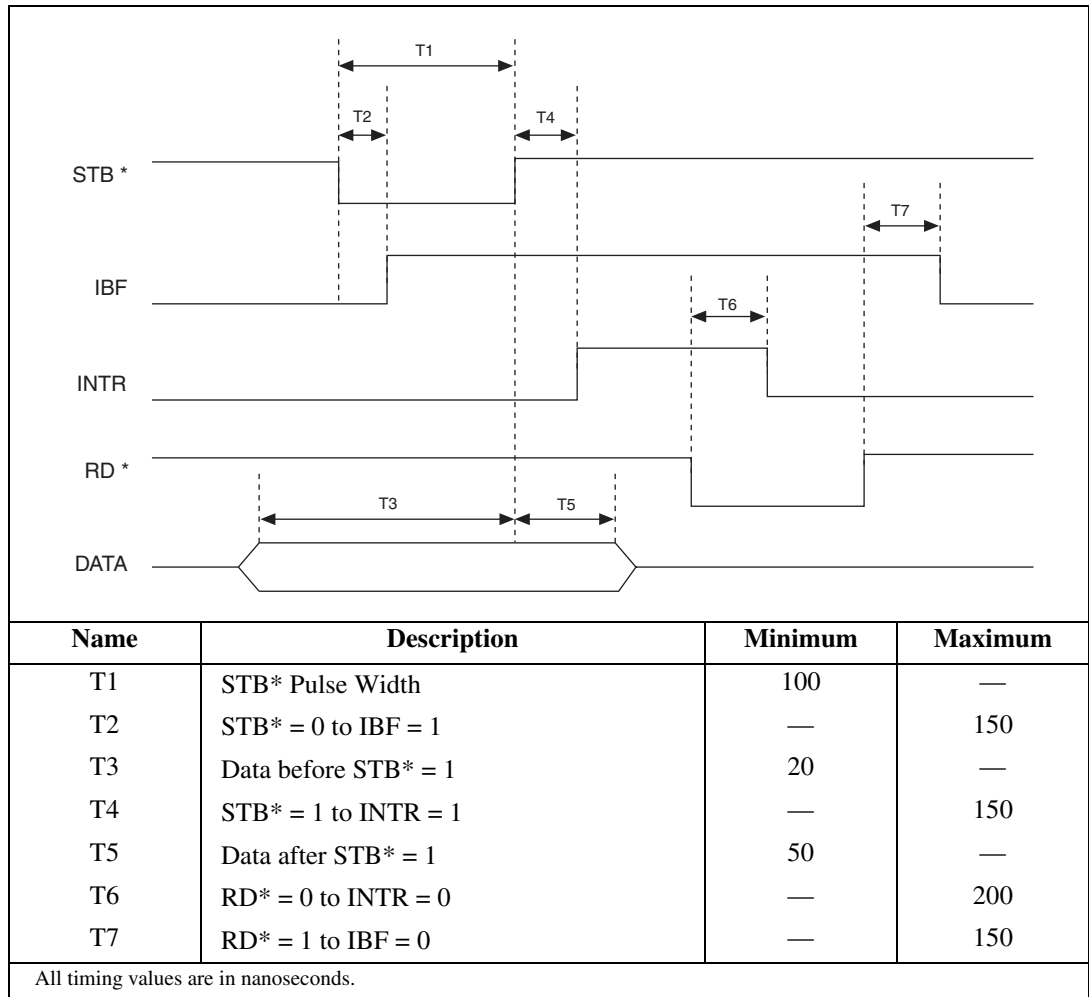 T1
T2
T4
STB *
T7
IBF
T6
INTR
RD *
T3
T5
DATA
Name Description Minimum Maximum
T1 STB* Pulse Width 100 —
T2 STB* = 0 to IBF = 1 — 150
T3 Data before STB* = 1 20 —
T4 STB* = 1 to INTR = 1 — 150
T5 Data after STB* = 1 50 —
T6 RD* = 0 to INTR = 0 — 200
T7 RD* = 1 to IBF = 0 — 150
All timing values are in nanoseconds.